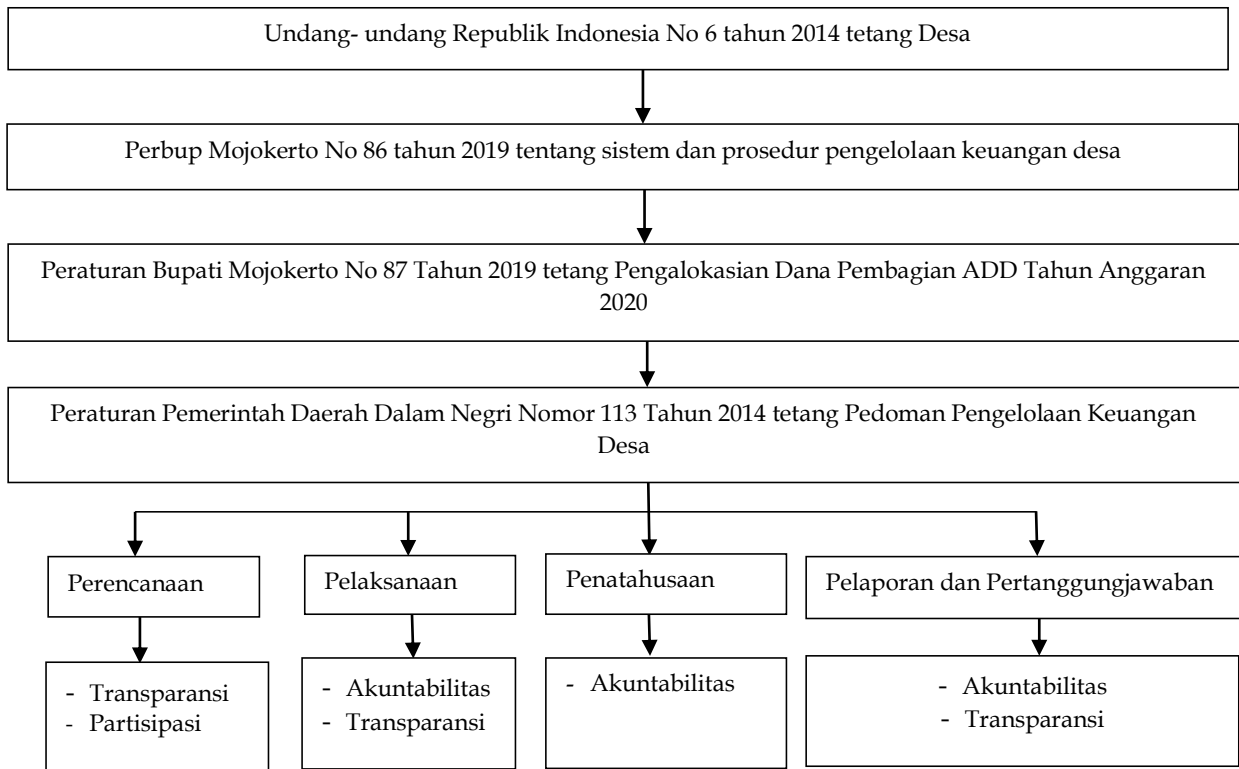 Undang- undang Republik Indonesia No 6 tahun 2014 tetang Desa
Perbup Mojokerto No 86 tahun 2019 tentang sistem dan prosedur pengelolaan keuangan desa
Peraturan Bupati Mojokerto No 87 Tahun 2019 tetang Pengalokasian Dana Pembagian ADD Tahun Anggaran
2020
Peraturan Pemerintah Daerah Dalam Negri Nomor 113 Tahun 2014 tetang Pedoman Pengelolaan Keuangan
Desa
Perencanaan
Pelaksanaan
Penatahusaan
Pelaporan dan Pertanggungjawaban
- Transparansi
- Partisipasi
- Akuntabilitas
- Transparansi
- Akuntabilitas
- Akuntabilitas
- Transparansi